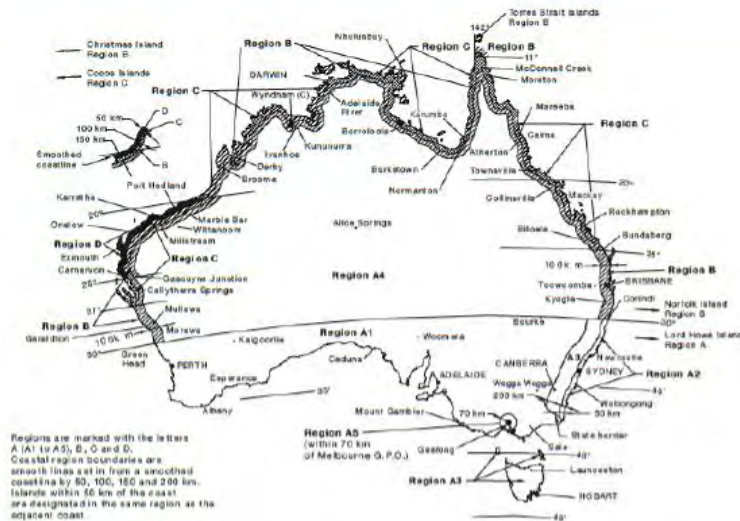 Torres Strait Islands
Region B
142°
Christmas Island
Region B
Cocos Islands
Region C
Region B
Nhulunbuy
Region C
Region B
11°
McConnell Creek
Moreton
DARWIN
Wyndham (C)
Region C
Adelaide
River
Borroloola
Karumba
Mareeba
Cairns
Region C
50 km
100 km
150 km
D
C
B
Smoothed
coastline
Ivanhoe
Kununurra
Derby
Broome
Burketown
Normanton
Atherton
Townsville
20°
Collinsville
Mackay
Port Hedland
Karratha
20°
Onslow
Marble Bar
Wittenoom
Millstream
Alice Springs
Rockhampton
Biloela
Bundaberg
Region D
Exmouth
Carnarvon
25°
Region C
Gascoyne Junction
Callytharra Springs
Region A4
25°
100k m
Region B
Toowoomba
BRISBANE
Kyogle
Corindi
Norfolk Island
Region B
30°
Lord Howe Island
Region A
27°
Region B
Mullewa
Geraldton
100k m
Morawa
30°
Green
Head
Region A1
Bourke
Kalgoorlie
Woomera
Ceduna
PERTH
Esperance
Albany
35°
ADELAIDE
CANBERRA
A3
Newcastle
SYDNEY
Region A2
Wagga Wagga
200 km
Wollongong
50 km
Mount Gambier
70 km
State border
Region A5
(within 70 km
of Melbourne G.P.O.)
Geelong
Sale
Launceston
Region A3
HOBART
Regions are marked with the letters
A (A1 to A5), B, C and D.
Coastal region boundaries are
smooth lines set in from a smoothed
coastline by 50, 100, 150 and 200 km.
Islands within 50 km of the coast
are designated in the same region as the
adjacent coast.